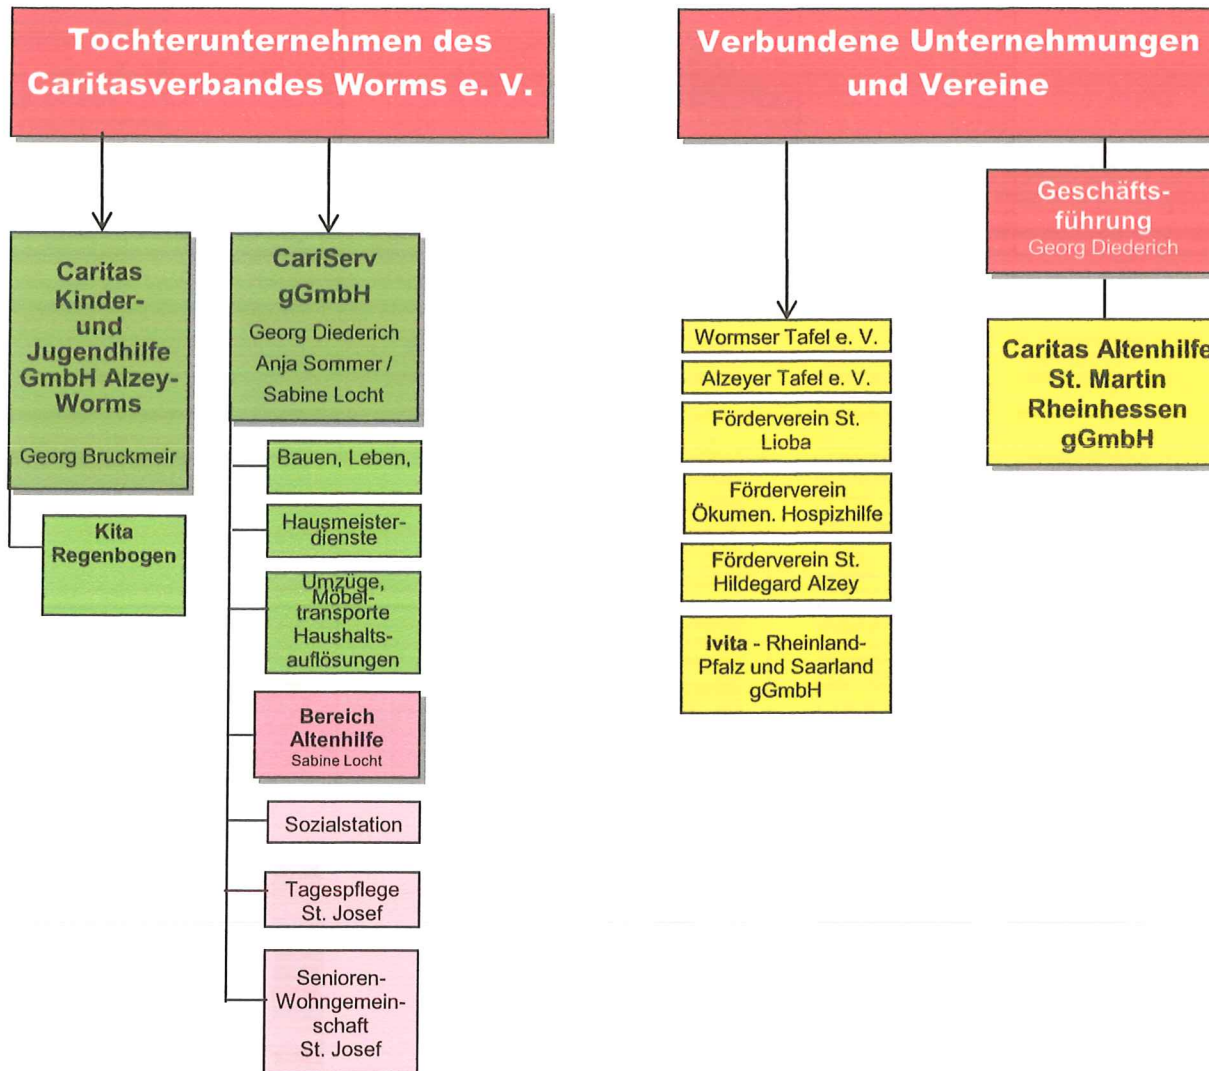 Tochterunternehmen des
Caritasverbandes Worms e. V.
Caritas
Kinder-
und
Jugendhilfe
GmbH Alzey-
Worms
Georg Bruckmeir
Kita
Regenbogen
CariServ
gGmbH
Georg Diederich
Anja Sommer /
Sabine Locht
Bauen, Leben,
Hausmeister-
dienste
Umzüge,
Möbel-
transporte
Haushalts-
auflösungen
Bereich
Altenhilfe
Sabine Locht
Sozialstation
Tagespflege
St. Josef
Senioren-
Wohngemein-
schaft
St. Josef
Verbundene Unternehmungen
und Vereine
Wormser Tafel e. V.
Alzeyer Tafel e. V.
Förderverein St.
Lioba
Förderverein
Ökumen. Hospizhilfe
Förderverein St.
Hildegard Alzey
Ivita - Rheinland-
Pfalz und Saarland
gGmbH
Geschäfts-
führung
Georg Diederich
Caritas Altenhilfe
St. Martin
Rheinhessen
gGmbH